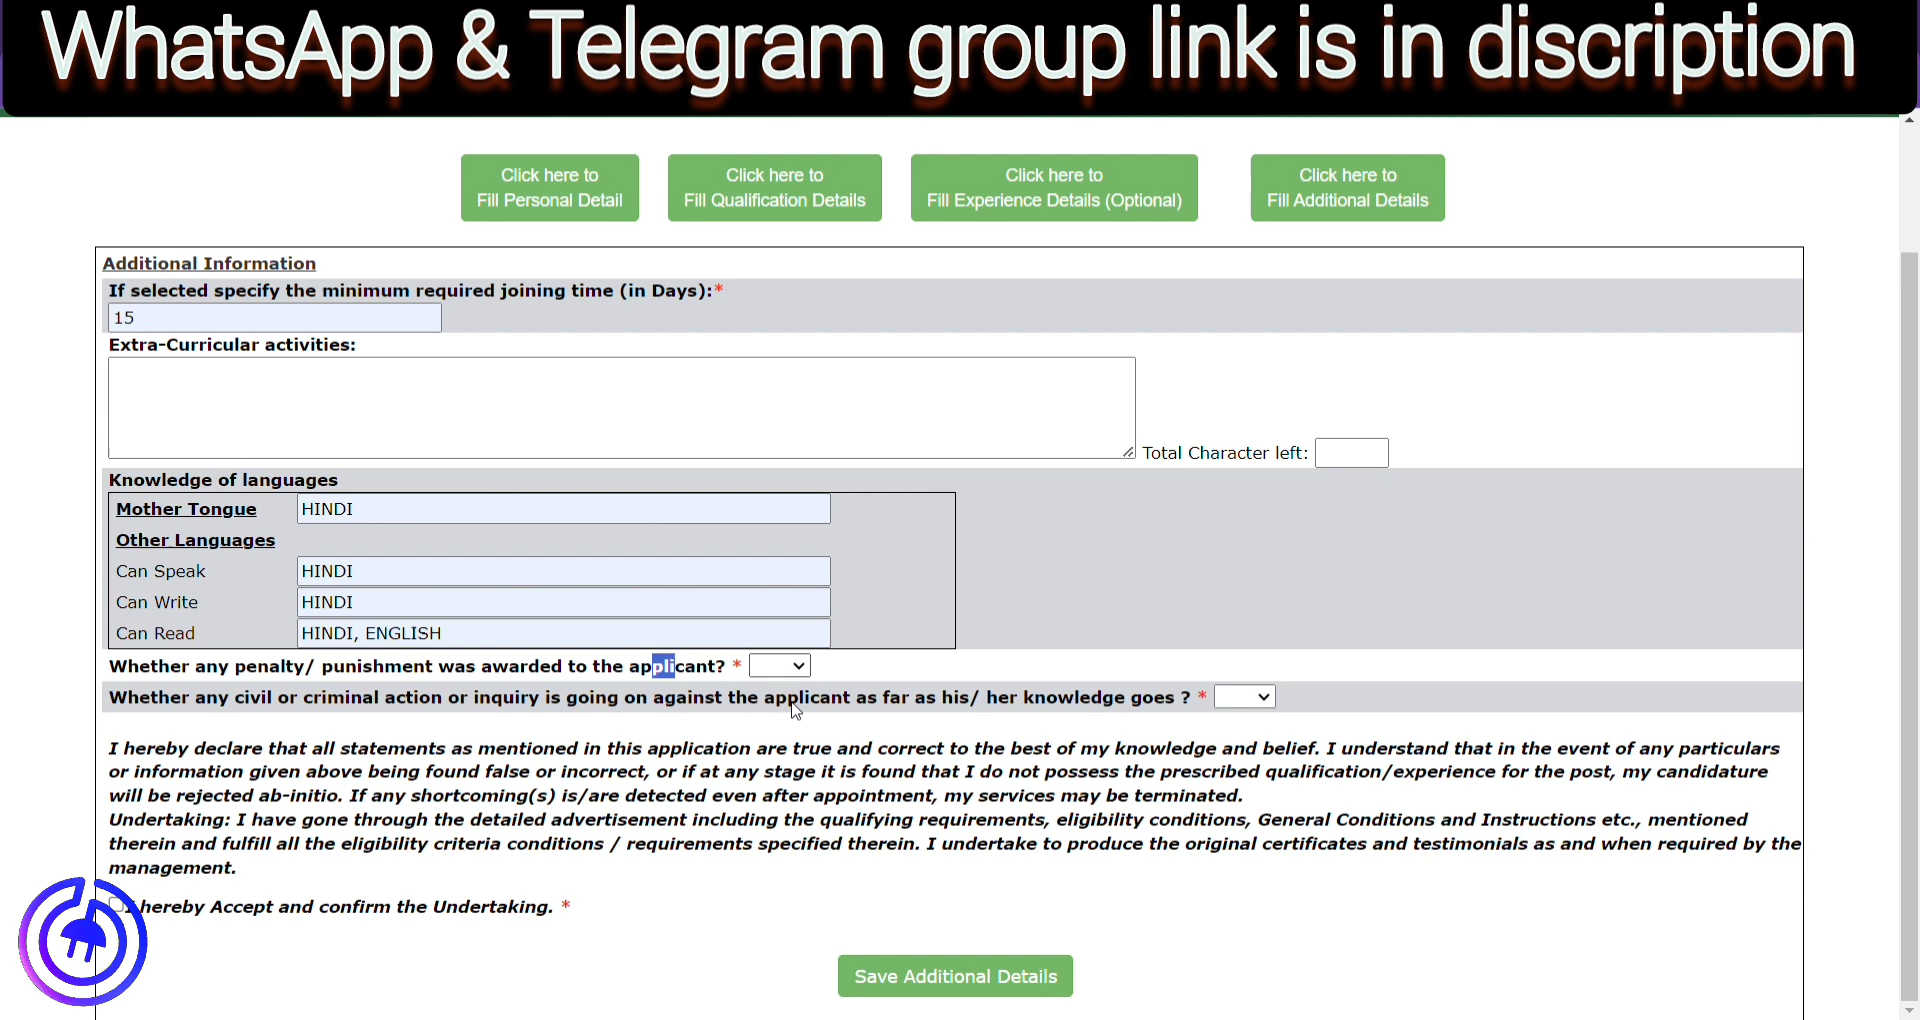 WhatsApp & Telegram group link is in discription
Click here to
Fill Personal Detail
Click here to
Fill Qualification Details
Click here to
Fill Experience Details (Optional)
Click here to
Fill Additional Details
Additional Information
If selected specify the minimum required joining time (in Days):*
15
Extra-Curricular activities:
Total Character left:
Knowledge of languages
Mother Tongue HINDI
Other Languages
Can Speak HINDI
Can Write HINDI
Can Read HINDI, ENGLISH
Whether any penalty/ punishment was awarded to the applicant? *
Whether any civil or criminal action or inquiry is going on against the applicant as far as his/ her knowledge goes ? *
I hereby declare that all statements as mentioned in this application are true and correct to the best of my knowledge and belief. I understand that in the event of any particulars
or information given above being found false or incorrect, or if at any stage it is found that I do not possess the prescribed qualification/experience for the post, my candidature
will be rejected ab-initio. If any shortcoming(s) is/are detected even after appointment, my services may be terminated.
Undertaking: I have gone through the detailed advertisement including the qualifying requirements, eligibility conditions, General Conditions and Instructions etc., mentioned
therein and fulfill all the eligibility criteria conditions / requirements specified therein. I undertake to produce the original certificates and testimonials as and when required by the
management.
I hereby Accept and confirm the Undertaking. *
Save Additional Details